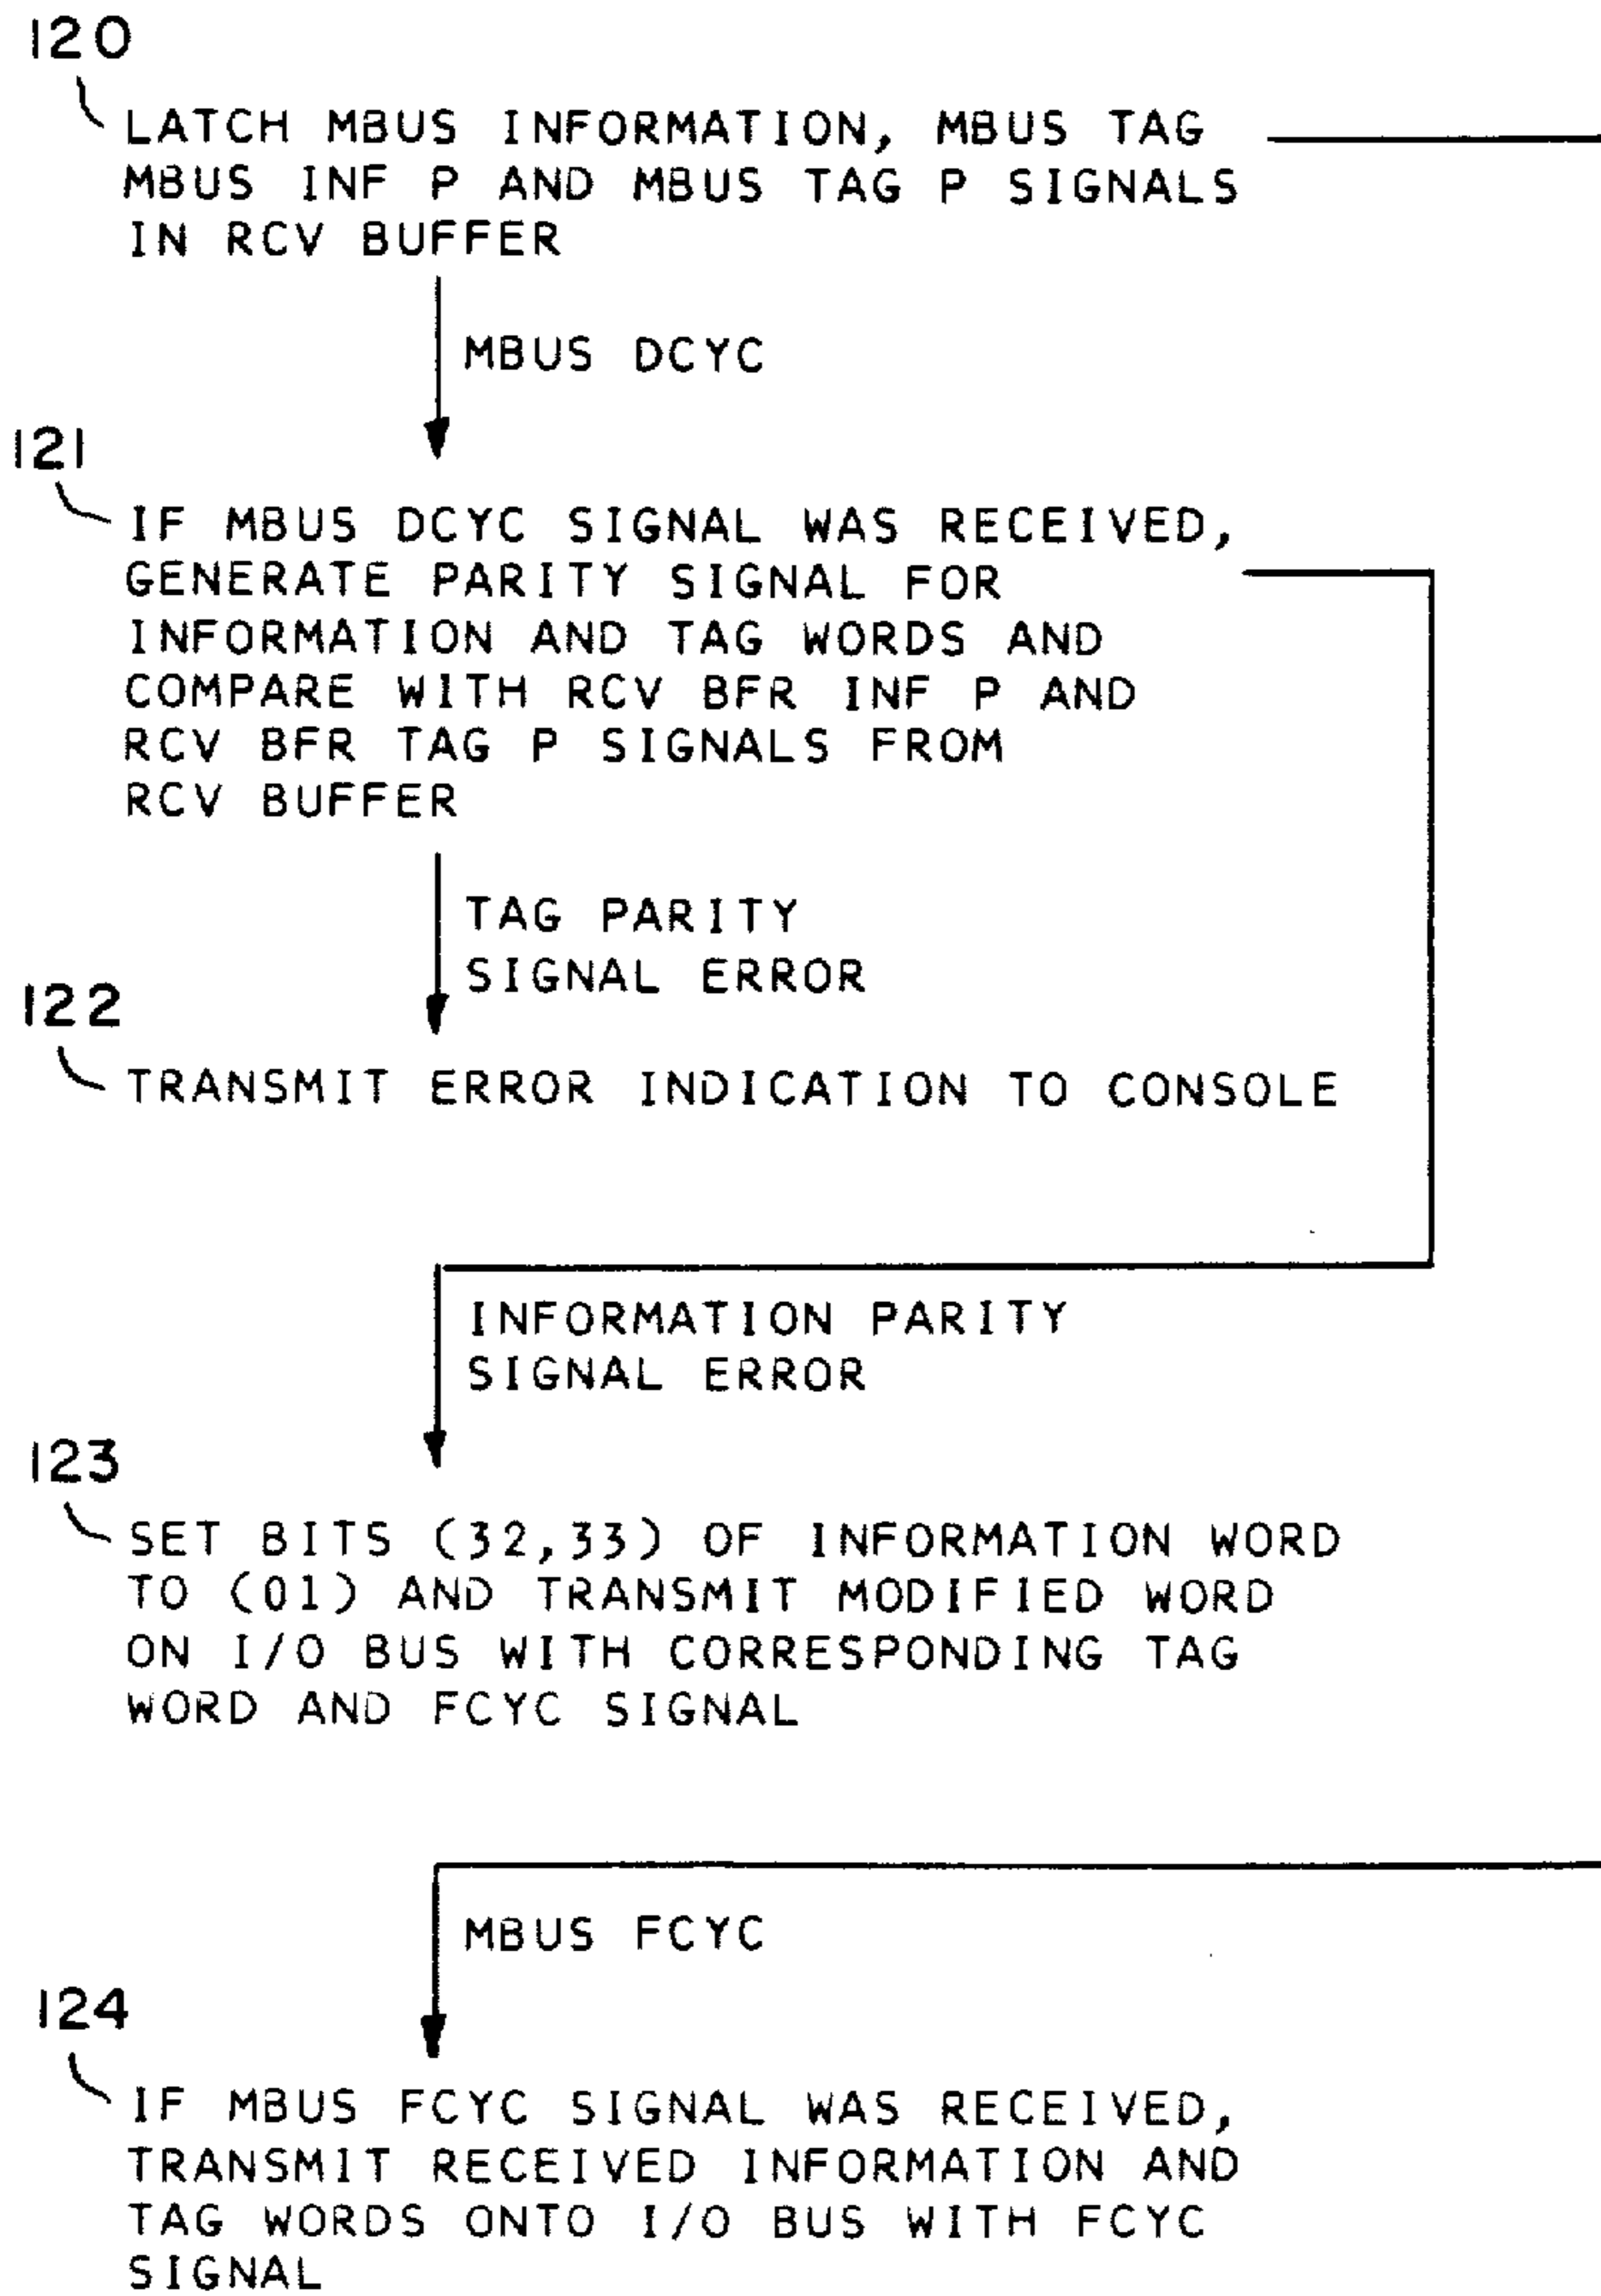 120
LATCH MBUS INFORMATION, MBUS TAG
MBUS INF P AND MBUS TAG P SIGNALS
IN RCV BUFFER
MBUS DCYC
121
IF MBUS DCYC SIGNAL WAS RECEIVED,
GENERATE PARITY SIGNAL FOR
INFORMATION AND TAG WORDS AND
COMPARE WITH RCV BFR INF P AND
RCV BFR TAG P SIGNALS FROM
RCV BUFFER
TAG PARITY
SIGNAL ERROR
122
TRANSMIT ERROR INDICATION TO CONSOLE
INFORMATION PARITY
SIGNAL ERROR
123
SET BITS (32,33) OF INFORMATION WORD
TO (01) AND TRANSMIT MODIFIED WORD
ON I/O BUS WITH CORRESPONDING TAG
WORD AND FCYC SIGNAL
MBUS FCYC
124
IF MBUS FCYC SIGNAL WAS RECEIVED,
TRANSMIT RECEIVED INFORMATION AND
TAG WORDS ONTO I/O BUS WITH FCYC
SIGNAL